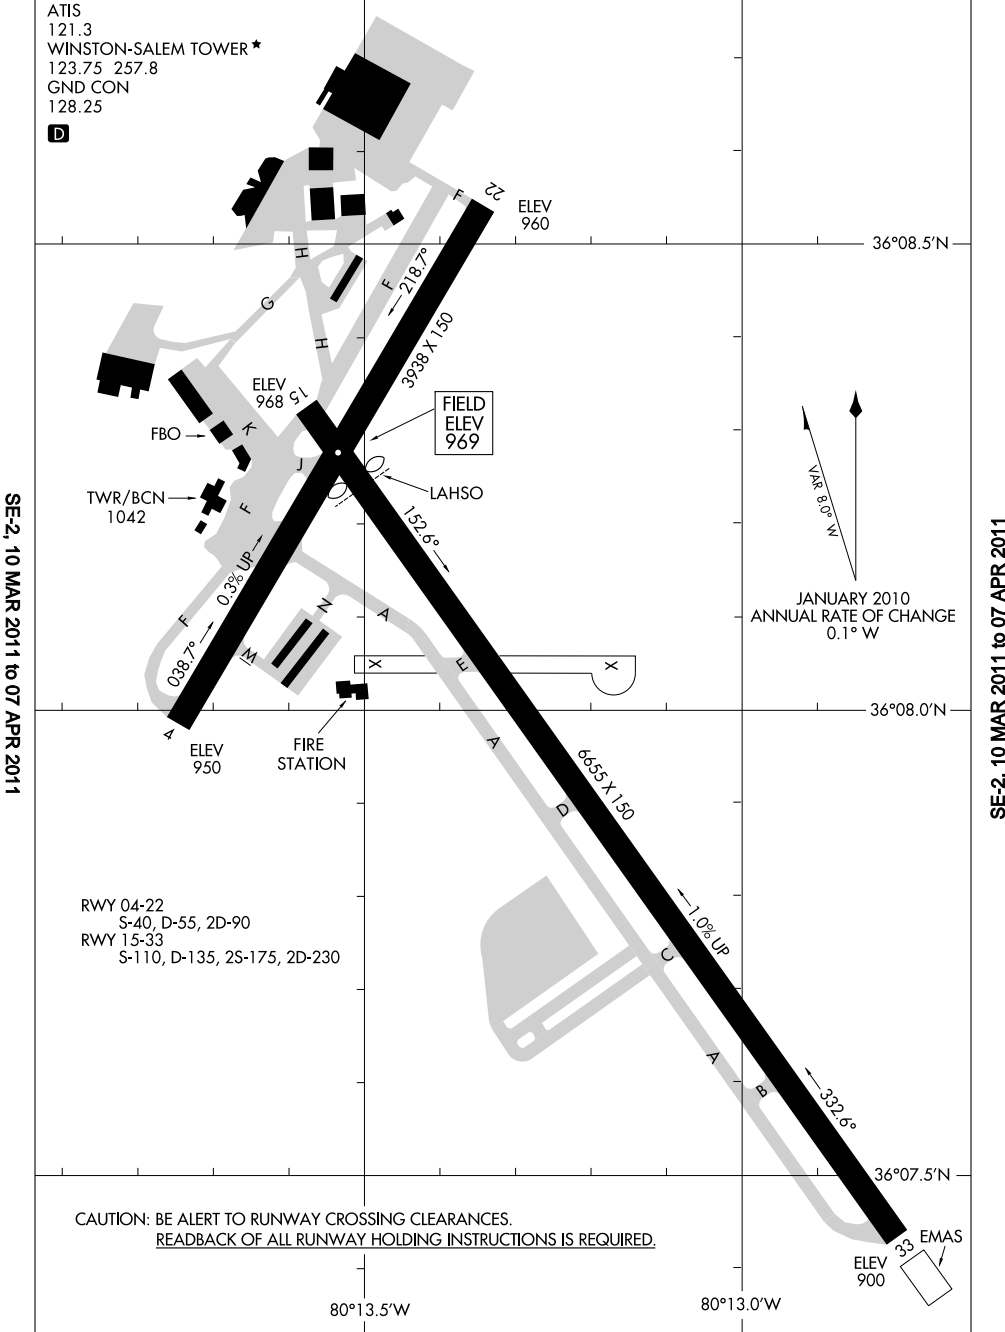 ATIS
121.3
WINSTON-SALEM TOWER★
123.75 257.8
GND CON
128.25
D
F
22
ELEV
960
36°08.5'N
H
218.7°
F
G
3938 X 150
H
ELEV
968
15
FIELD
ELEV
969
K
FBO
J
LAHSO
TWR/BCN
1042
F
152.6°
VAR 8.0° W
0.3% UP
JANUARY 2010
ANNUAL RATE OF CHANGE
0.1° W
N
A
F
038.7°
M
X
E
X
36°08.0'N
4
ELEV
950
FIRE
STATION
A
6655 X 150
D
RWY 04-22
S-40, D-55, 2D-90
RWY 15-33
S-110, D-135, 2S-175, 2D-230
1.0% UP
C
A
B
332.6°
36°07.5'N
CAUTION: BE ALERT TO RUNWAY CROSSING CLEARANCES.
READBACK OF ALL RUNWAY HOLDING INSTRUCTIONS IS REQUIRED.
33
EMAS
ELEV
900
80°13.5'W
80°13.0'W
SE-2, 10 MAR 2011 to 07 APR 2011
SE-2, 10 MAR 2011 to 07 APR 2011